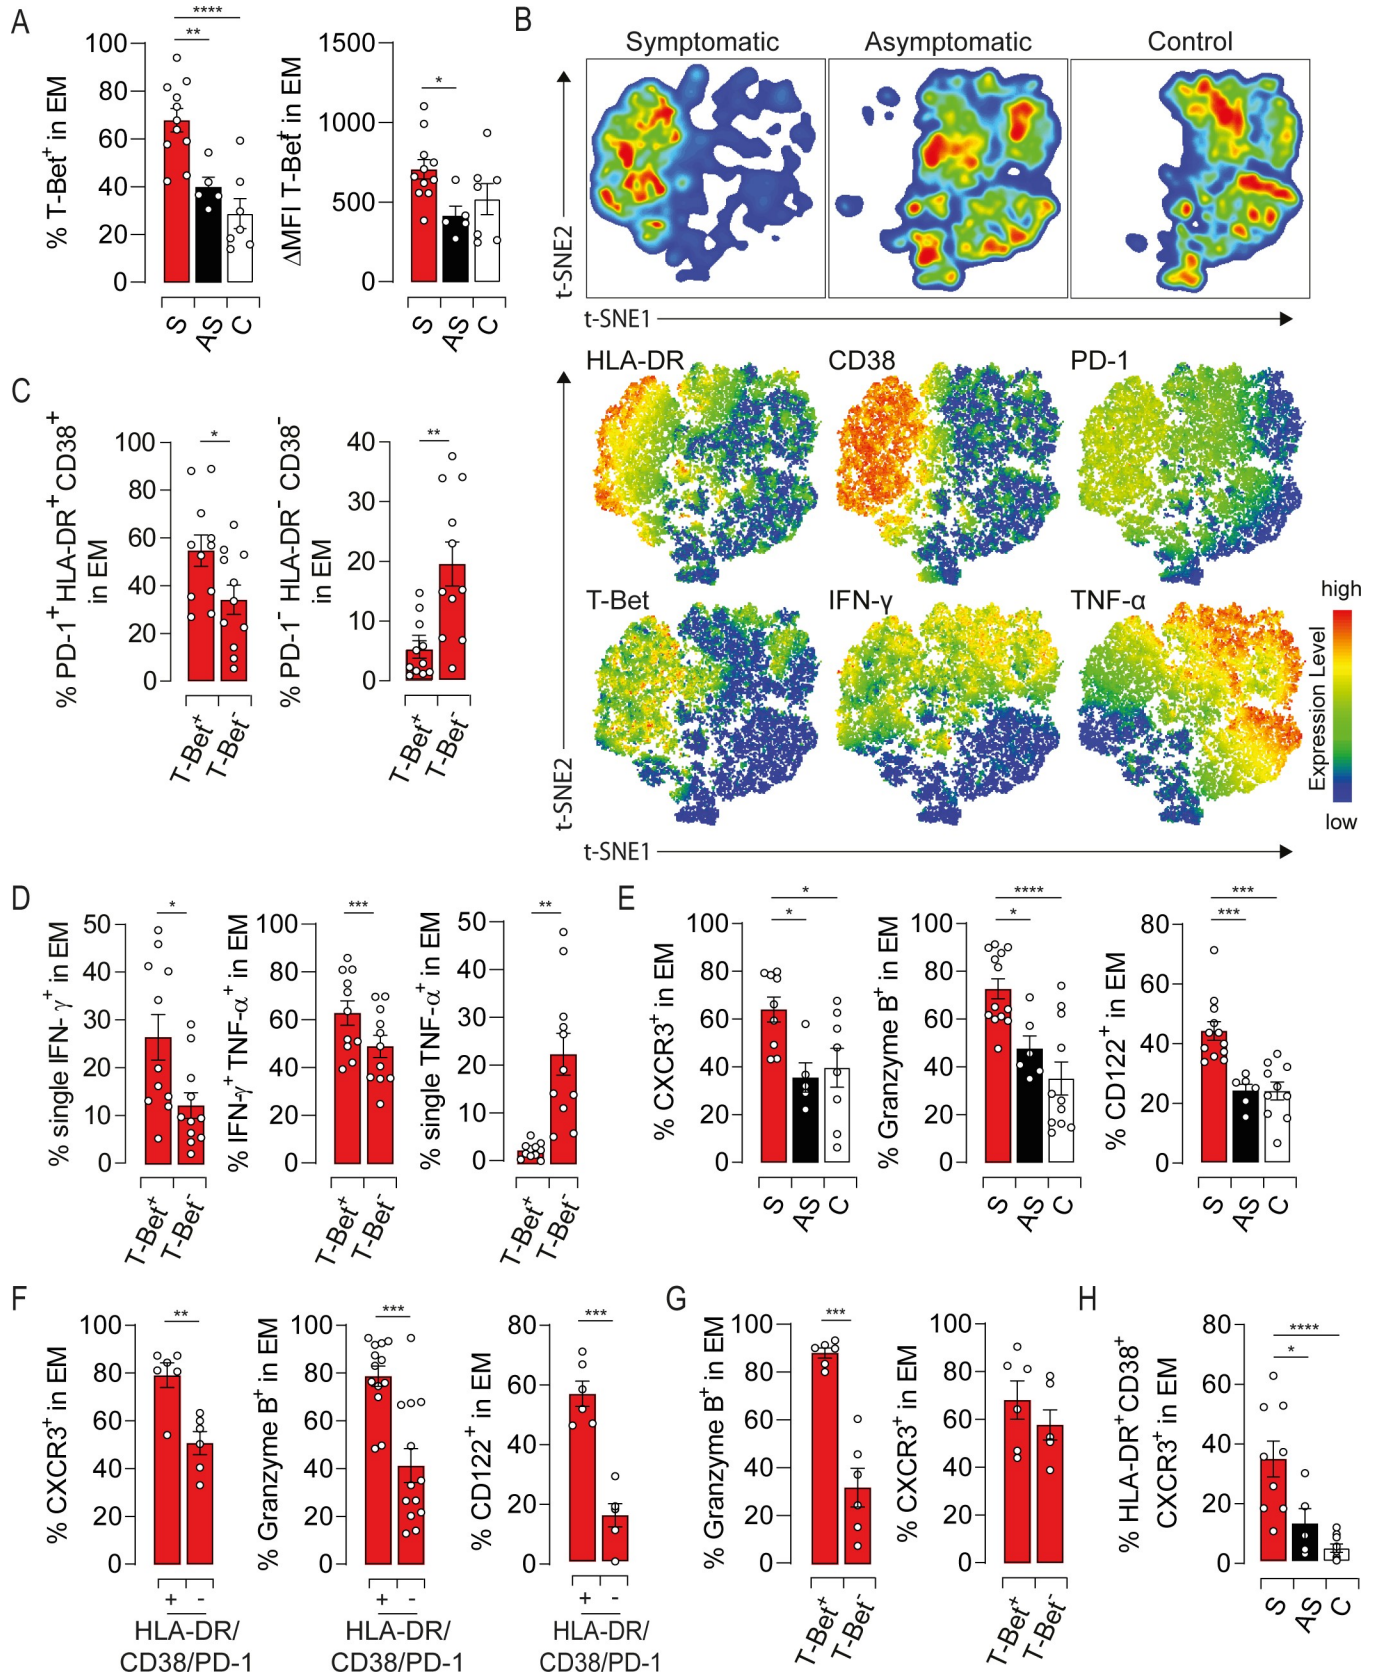 A
% T-Bet⁺ in EM
100
80
60
40
20
0
****
**
S
AS
C
ΔMFI T-Bet⁺ in EM
1500
1000
500
0
*
S
AS
C
B
Symptomatic
Asymptomatic
Control
t-SNE2
t-SNE1
HLA-DR
CD38
PD-1
T-Bet
IFN-γ
TNF-α
t-SNE2
t-SNE1
high
Expression Level
low
C
% PD-1⁺ HLA-DR⁺ CD38⁺
in EM
100
80
60
40
20
0
*
T-Bet⁺
T-Bet⁻
% PD-1⁻ HLA-DR⁻ CD38⁻
in EM
40
30
20
10
0
**
T-Bet⁺
T-Bet⁻
D
% single IFN-γ⁺ in EM
50
40
30
20
10
0
*
T-Bet⁺
T-Bet⁻
% IFN-γ⁺ TNF-α⁺ in EM
100
80
60
40
20
0
***
T-Bet⁺
T-Bet⁻
% single TNF-α⁺ in EM
50
40
30
20
10
0
**
T-Bet⁺
T-Bet⁻
E
% CXCR3⁺ in EM
100
80
60
40
20
0
*
*
S
AS
C
% Granzyme B⁺ in EM
100
80
60
40
20
0
****
*
S
AS
C
% CD122⁺ in EM
80
60
40
20
0
***
***
S
AS
C
F
% CXCR3⁺ in EM
100
80
60
40
20
0
**
+ -
HLA-DR/
CD38/PD-1
% Granzyme B⁺ in EM
100
80
60
40
20
0
***
+ -
HLA-DR/
CD38/PD-1
% CD122⁺ in EM
80
60
40
20
0
***
+ -
HLA-DR/
CD38/PD-1
G
% Granzyme B⁺ in EM
100
80
60
40
20
0
***
T-Bet⁺
T-Bet⁻
% CXCR3⁺ in EM
100
80
60
40
20
0
T-Bet⁺
T-Bet⁻
H
% HLA-DR⁺CD38⁺
CXCR3⁺ in EM
80
60
40
20
0
****
*
S
AS
C